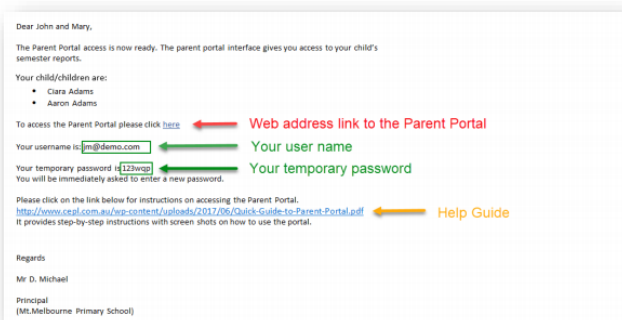 Dear John and Mary,
The Parent Portal access is now ready. The parent portal interface gives you access to your child's
semester reports.
Your child/children are:
• Ciara Adams
• Aaron Adams
To access the Parent Portal please click here
Web address link to the Parent Portal
Your username is: jm@demo.com
Your user name
Your temporary password is 123wqp
Your temporary password
You will be immediately asked to enter a new password.
Please click on the link below for instructions on accessing the Parent Portal.
http://www.cepl.com.au/wp-content/uploads/2017/06/Quick-Guide-to-Parent-Portal.pdf
Help Guide
It provides step-by-step instructions with screen shots on how to use the portal.
Regards
Mr D. Michael
Principal
(Mt.Melbourne Primary School)